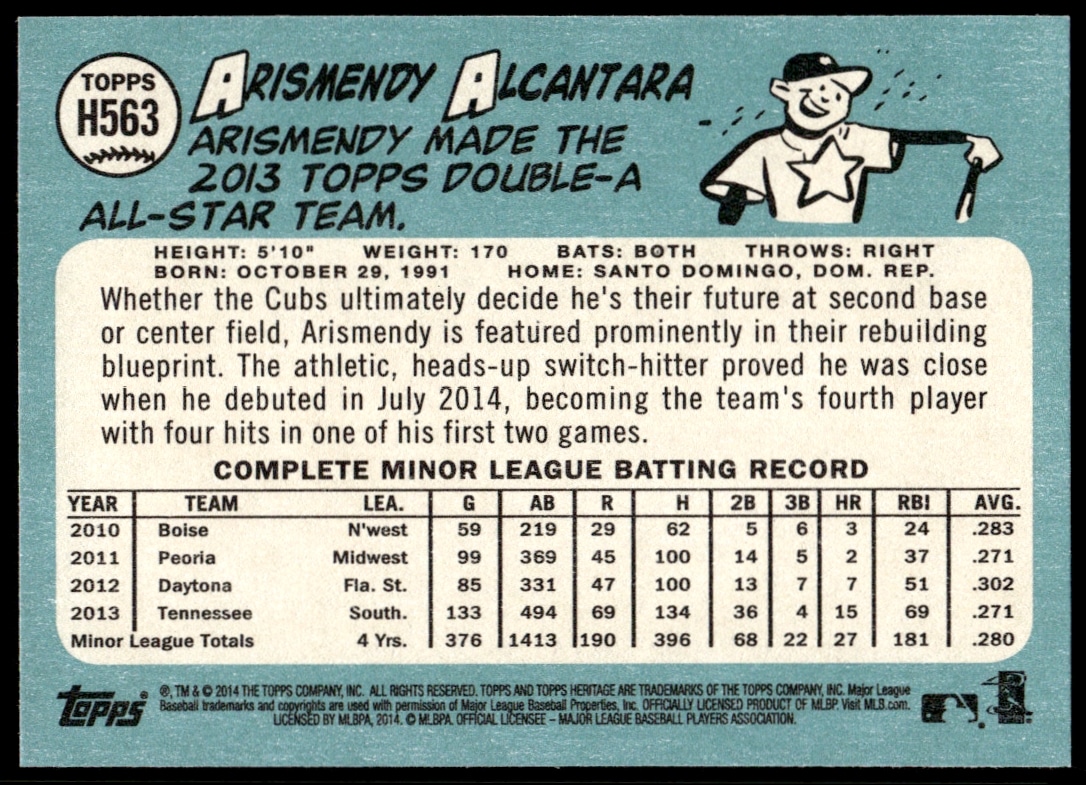 TOPPS
H563
ARISMENDY ALCANTARA
ARISMENDY MADE THE
2013 TOPPS DOUBLE-A
ALL-STAR TEAM.
HEIGHT: 5'10" WEIGHT: 170 BATS: BOTH THROWS: RIGHT
BORN: OCTOBER 29, 1991 HOME: SANTO DOMINGO, DOM. REP.
Whether the Cubs ultimately decide he's their future at second base
or center field, Arismendy is featured prominently in their rebuilding
blueprint. The athletic, heads-up switch-hitter proved he was close
when he debuted in July 2014, becoming the team's fourth player
with four hits in one of his first two games.
COMPLETE MINOR LEAGUE BATTING RECORD
YEAR TEAM LEA. G AB R H 2B 3B HR RBI AVG.
2010 Boise N'west 59 219 29 62 5 6 3 24 .283
2011 Peoria Midwest 99 369 45 100 14 5 2 37 .271
2012 Daytona Fla. St. 85 331 47 100 13 7 7 51 .302
2013 Tennessee South. 133 494 69 134 36 4 15 69 .271
Minor League Totals 4 Yrs. 376 1413 190 396 68 22 27 181 .280
topps
®, TM & © 2014 THE TOPPS COMPANY, INC. ALL RIGHTS RESERVED. TOPPS AND TOPPS HERITAGE ARE TRADEMARKS OF THE TOPPS COMPANY, INC. Major League
Baseball trademarks and copyrights are used with permission of Major League Baseball Properties, Inc. OFFICIALLY LICENSED PRODUCT OF MLBP. Visit MLB.com.
LICENSED BY MLBPA, 2014. © MLBPA. OFFICIAL LICENSEE – MAJOR LEAGUE BASEBALL PLAYERS ASSOCIATION.